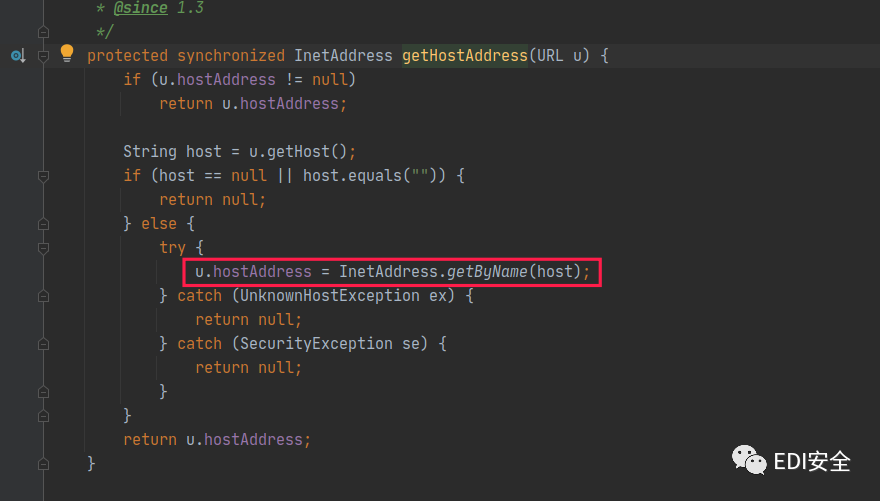 * @since 1.3
*/
protected synchronized InetAddress getHostAddress(URL u) {
if (u.hostAddress != null)
return u.hostAddress;
String host = u.getHost();
if (host == null || host.equals("")) {
return null;
} else {
try {
u.hostAddress = InetAddress.getByName(host);
} catch (UnknownHostException ex) {
return null;
} catch (SecurityException se) {
return null;
}
}
return u.hostAddress;
}
EDI安全